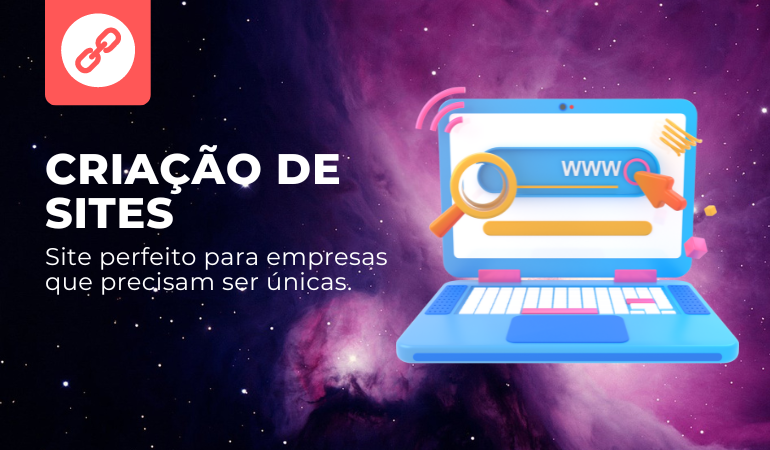 CRIAÇÃO DE
SITES
Site perfeito para empresas
que precisam ser únicas.
WWW